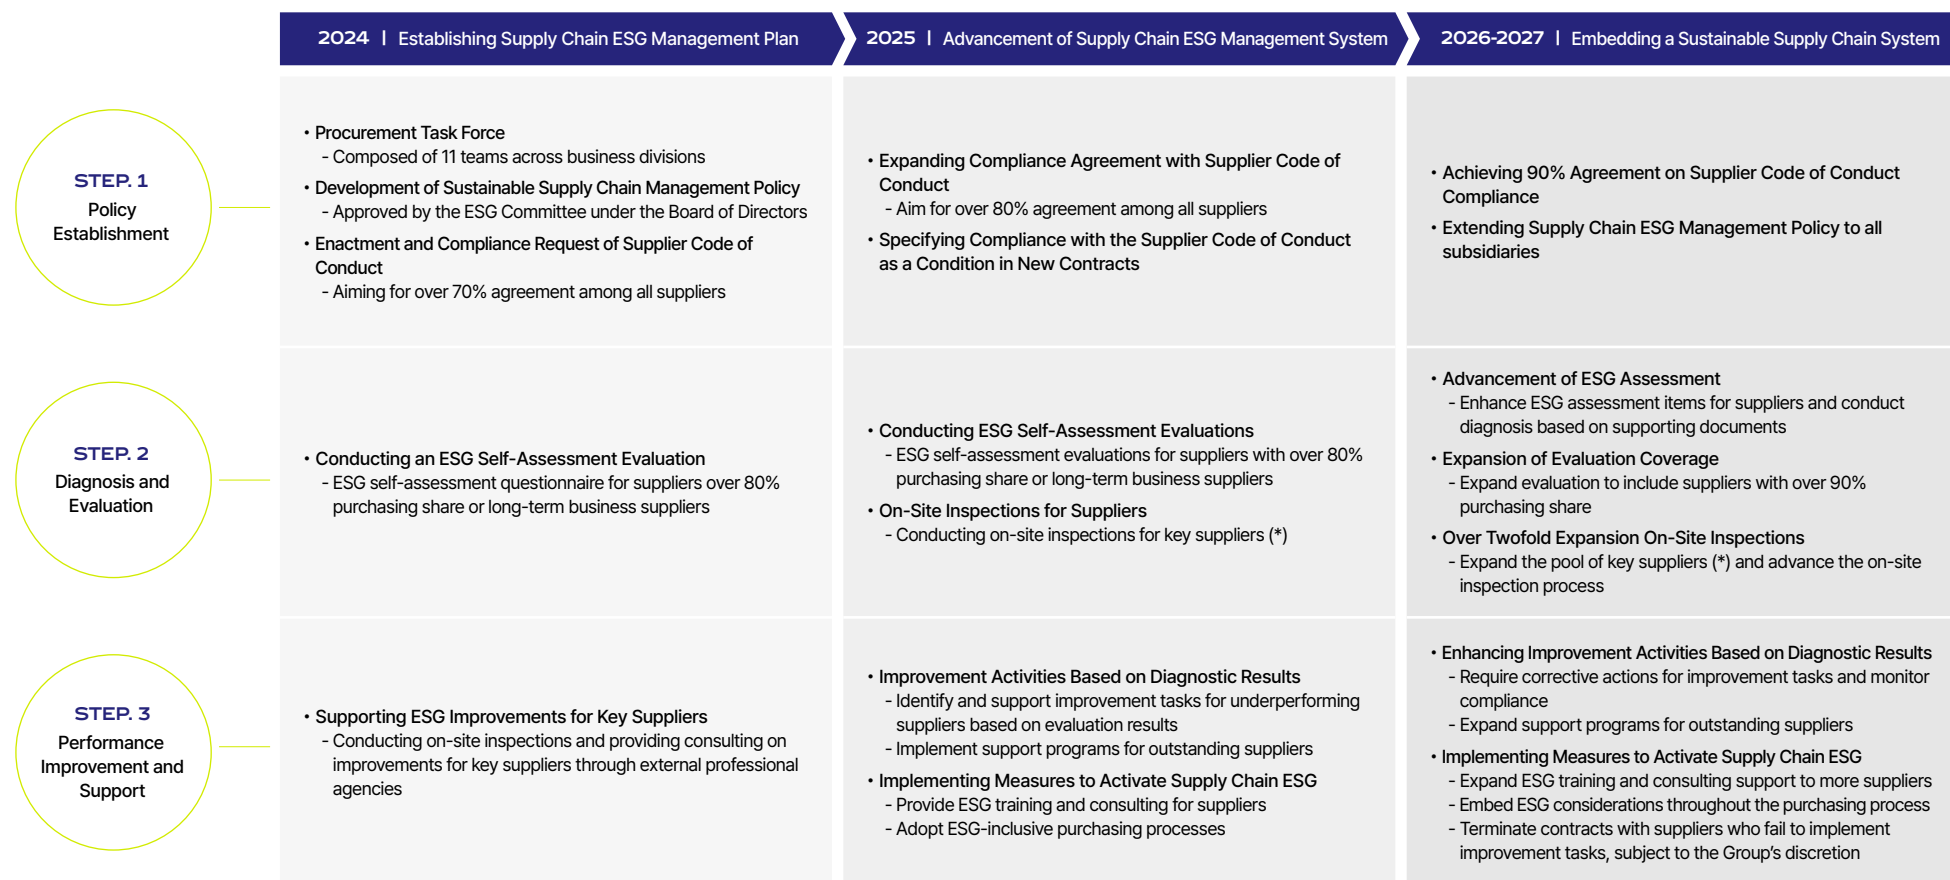 2024 | Establishing Supply Chain ESG Management Plan
2025 | Advancement of Supply Chain ESG Management System
2026-2027 | Embedding a Sustainable Supply Chain System
STEP. 1
Policy
Establishment
• Procurement Task Force
- Composed of 11 teams across business divisions
• Development of Sustainable Supply Chain Management Policy
- Approved by the ESG Committee under the Board of Directors
• Enactment and Compliance Request of Supplier Code of
Conduct
- Aiming for over 70% agreement among all suppliers
• Expanding Compliance Agreement with Supplier Code of
Conduct
- Aim for over 80% agreement among all suppliers
• Specifying Compliance with the Supplier Code of Conduct
as a Condition in New Contracts
• Achieving 90% Agreement on Supplier Code of Conduct
Compliance
• Extending Supply Chain ESG Management Policy to all
subsidiaries
STEP. 2
Diagnosis and
Evaluation
• Conducting an ESG Self-Assessment Evaluation
- ESG self-assessment questionnaire for suppliers over 80%
purchasing share or long-term business suppliers
• Conducting ESG Self-Assessment Evaluations
- ESG self-assessment evaluations for suppliers with over 80%
purchasing share or long-term business suppliers
• On-Site Inspections for Suppliers
- Conducting on-site inspections for key suppliers (*)
• Advancement of ESG Assessment
- Enhance ESG assessment items for suppliers and conduct
diagnosis based on supporting documents
• Expansion of Evaluation Coverage
- Expand evaluation to include suppliers with over 90%
purchasing share
• Over Twofold Expansion On-Site Inspections
- Expand the pool of key suppliers (*) and advance the on-site
inspection process
STEP. 3
Performance
Improvement and
Support
• Supporting ESG Improvements for Key Suppliers
- Conducting on-site inspections and providing consulting on
improvements for key suppliers through external professional
agencies
• Improvement Activities Based on Diagnostic Results
- Identify and support improvement tasks for underperforming
suppliers based on evaluation results
- Implement support programs for outstanding suppliers
• Implementing Measures to Activate Supply Chain ESG
- Provide ESG training and consulting for suppliers
- Adopt ESG-inclusive purchasing processes
• Enhancing Improvement Activities Based on Diagnostic Results
- Require corrective actions for improvement tasks and monitor
compliance
- Expand support programs for outstanding suppliers
• Implementing Measures to Activate Supply Chain ESG
- Expand ESG training and consulting support to more suppliers
- Embed ESG considerations throughout the purchasing process
- Terminate contracts with suppliers who fail to implement
improvement tasks, subject to the Group's discretion